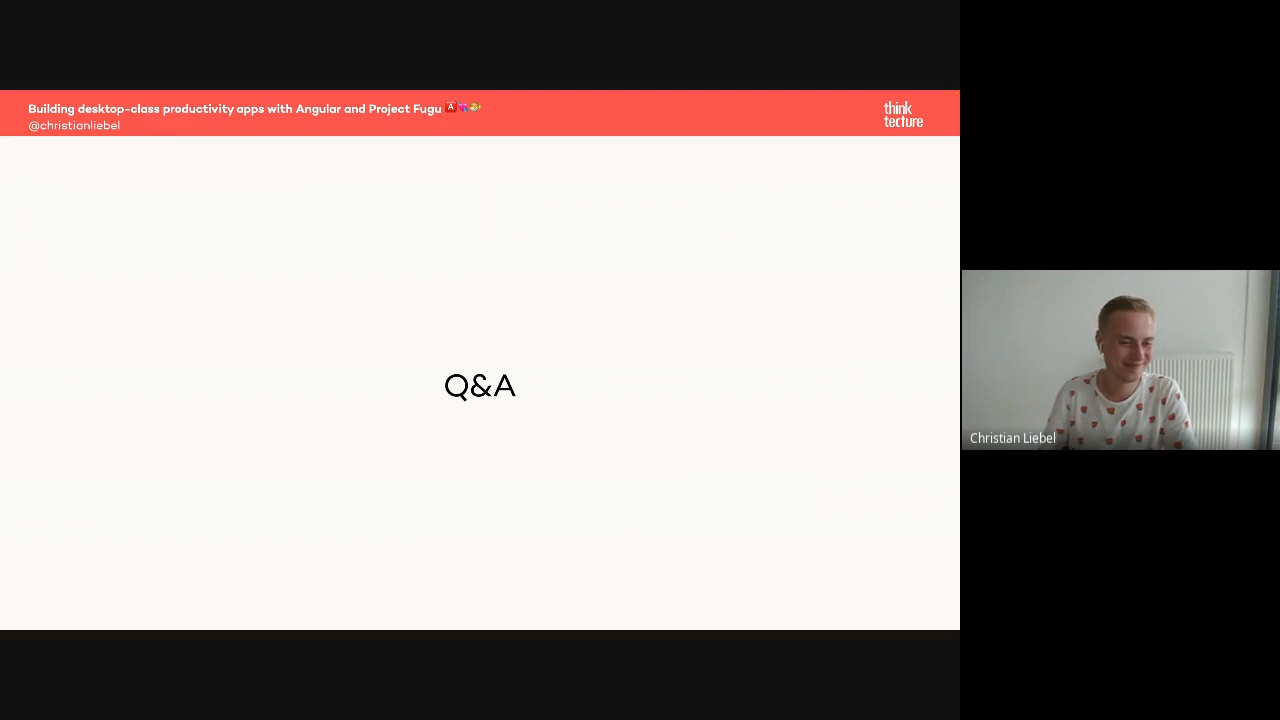 Building desktop-class productivity apps with Angular and Project Fugu 🅰️💘🐡
@christianliebel
think
tecture
Q&A
Christian Liebel